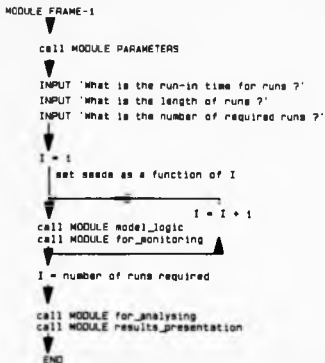 MODULE FRAME-1
call MODULE PARAMETERS
INPUT 'What is the run-in time for runs ?'
INPUT 'What is the length of runs ?'
INPUT 'What is the number of required runs ?'
I = 1
set seeds as a function of I
I = I + 1
call MODULE model_logic
call MODULE for_monitoring
I = number of runs required
call MODULE for_analysing
call MODULE results_presentation
END